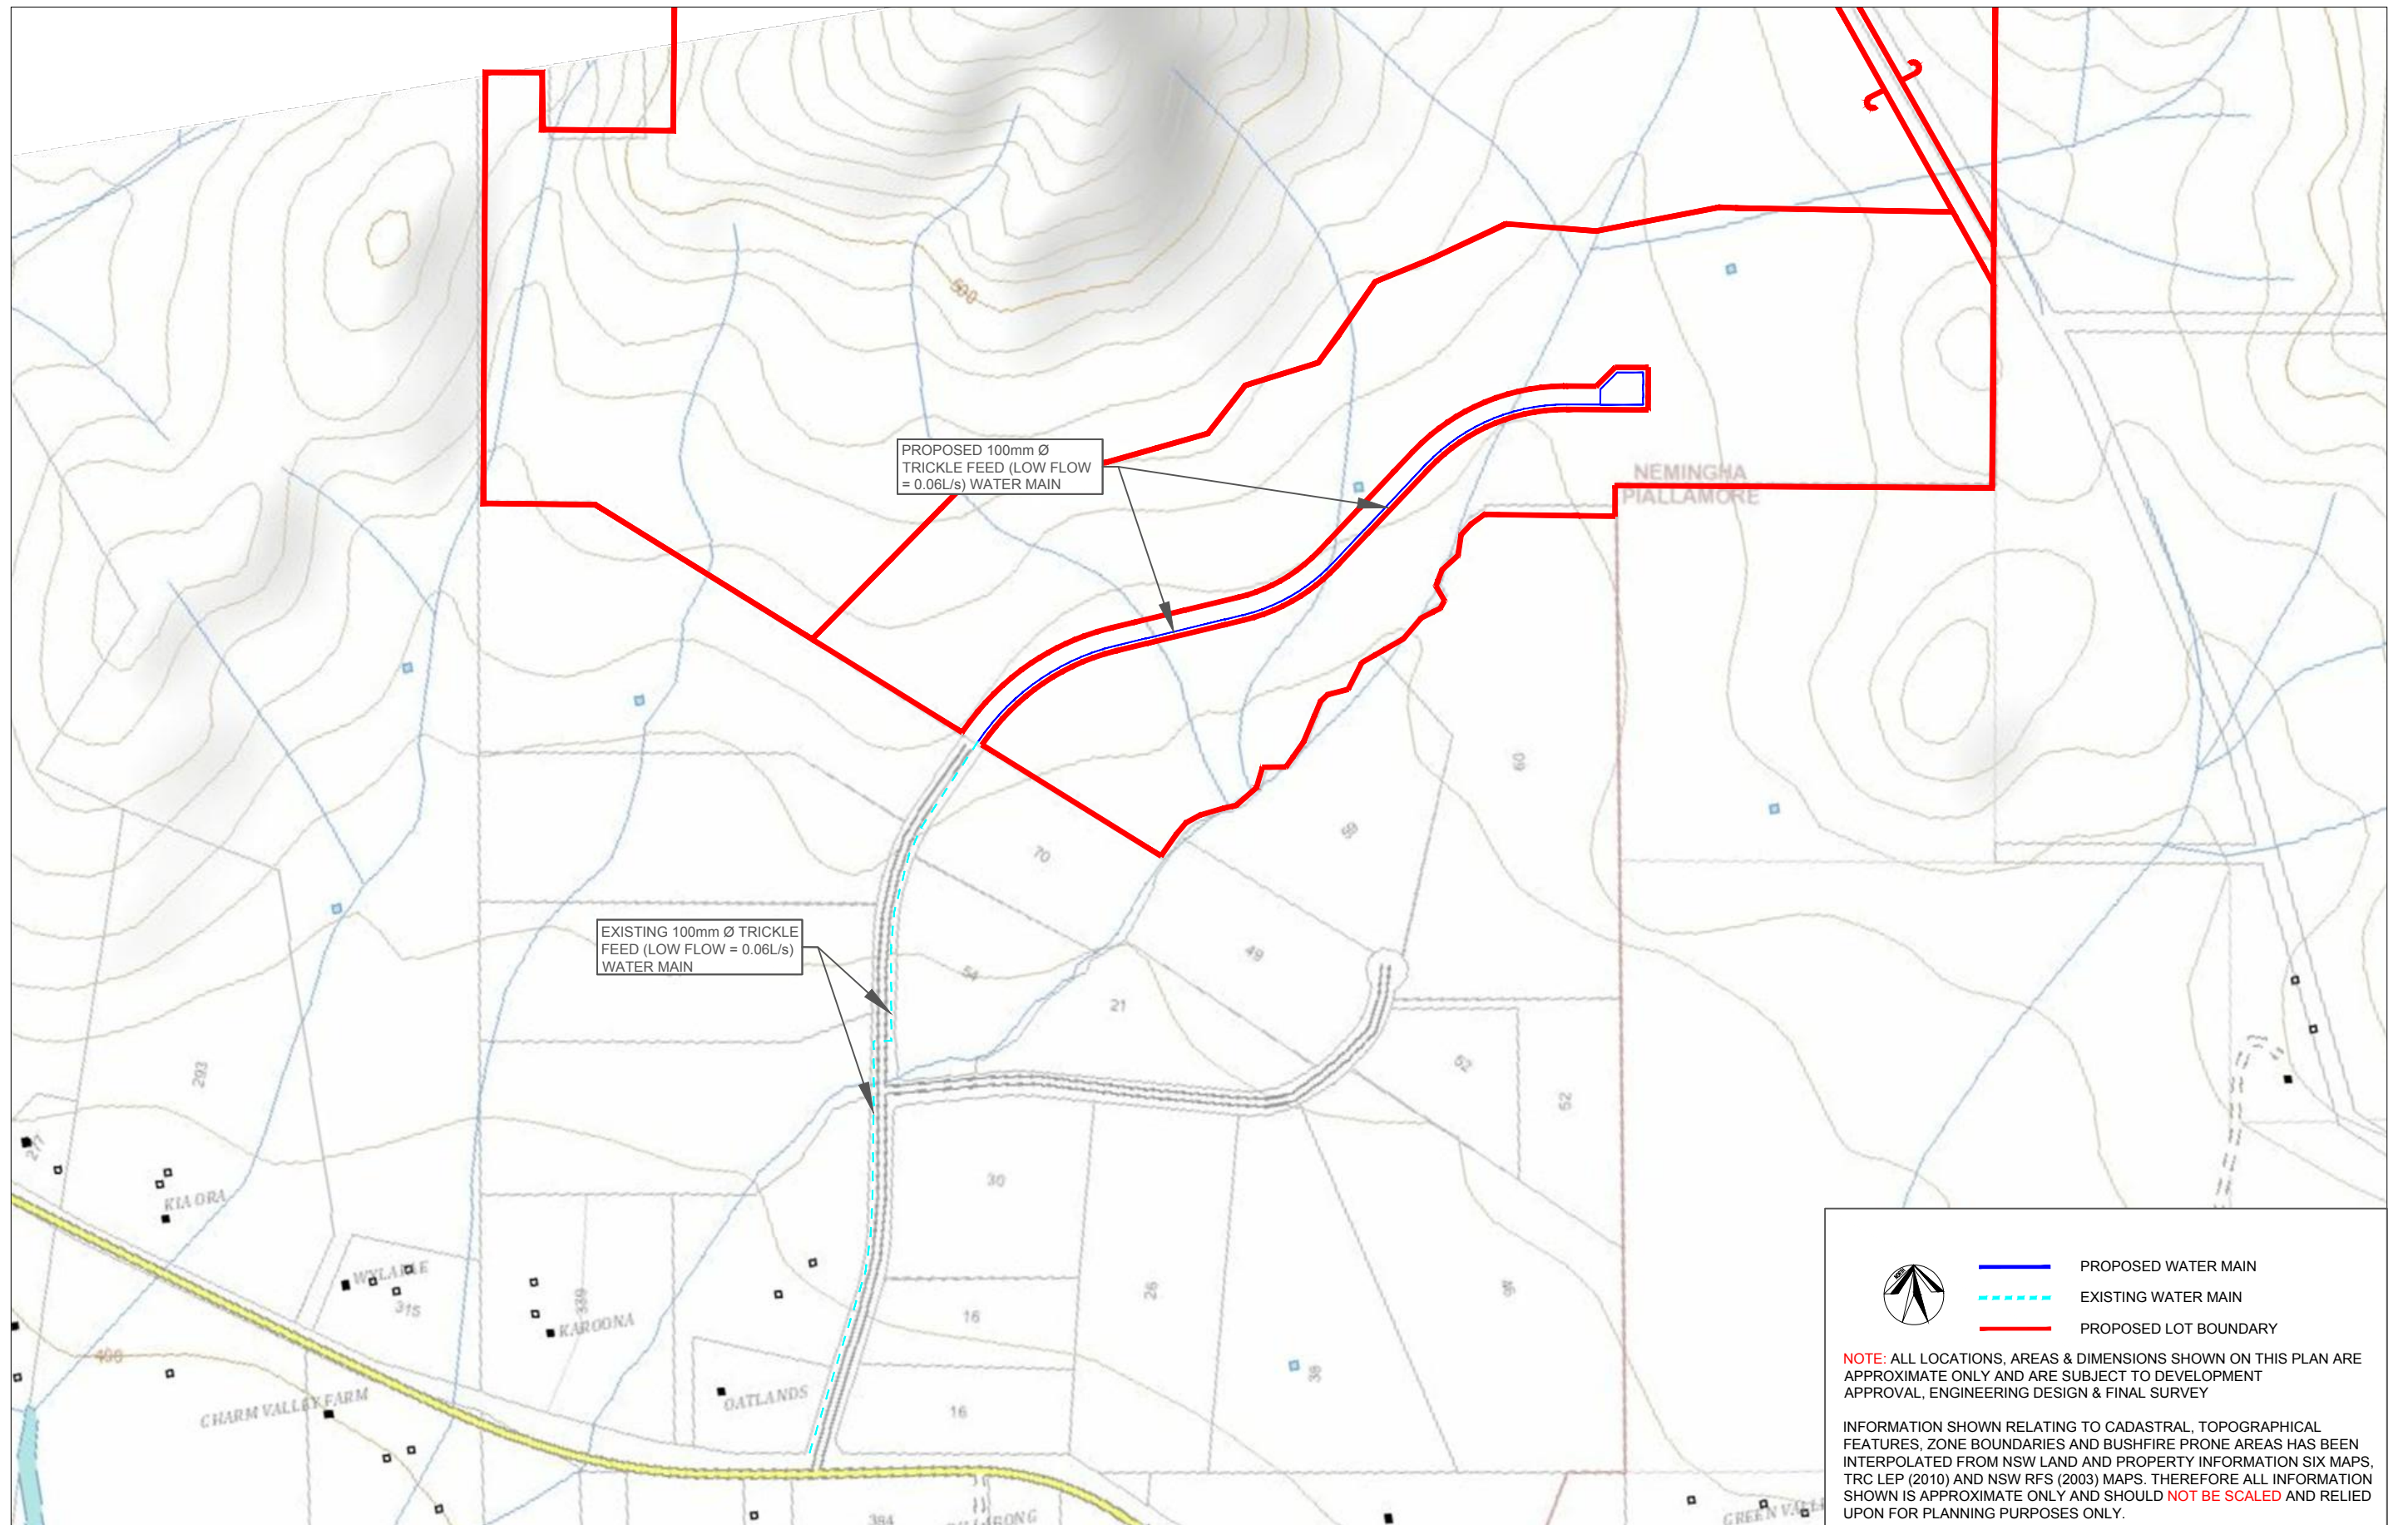 500
PROPOSED 100mm Ø
TRICKLE FEED (LOW FLOW
= 0.06L/s) WATER MAIN
NEMINGHA
PIALLAMORE
60
59
70
49
54
21
EXISTING 100mm Ø TRICKLE
FEED (LOW FLOW = 0.06L/s)
WATER MAIN
52
52
293
277
KIA ORA
30
26
16
315
339
KAROONA
38
400
OATLANDS
16
CHARM VALLEY FARM
384
PROPOSED WATER MAIN
EXISTING WATER MAIN
PROPOSED LOT BOUNDARY
NOTE: ALL LOCATIONS, AREAS & DIMENSIONS SHOWN ON THIS PLAN ARE
APPROXIMATE ONLY AND ARE SUBJECT TO DEVELOPMENT
APPROVAL, ENGINEERING DESIGN & FINAL SURVEY
INFORMATION SHOWN RELATING TO CADASTRAL, TOPOGRAPHICAL
FEATURES, ZONE BOUNDARIES AND BUSHFIRE PRONE AREAS HAS BEEN
INTERPOLATED FROM NSW LAND AND PROPERTY INFORMATION SIX MAPS,
TRC LEP (2010) AND NSW RFS (2003) MAPS. THEREFORE ALL INFORMATION
SHOWN IS APPROXIMATE ONLY AND SHOULD NOT BE SCALED AND RELIED
UPON FOR PLANNING PURPOSES ONLY.
GREEN